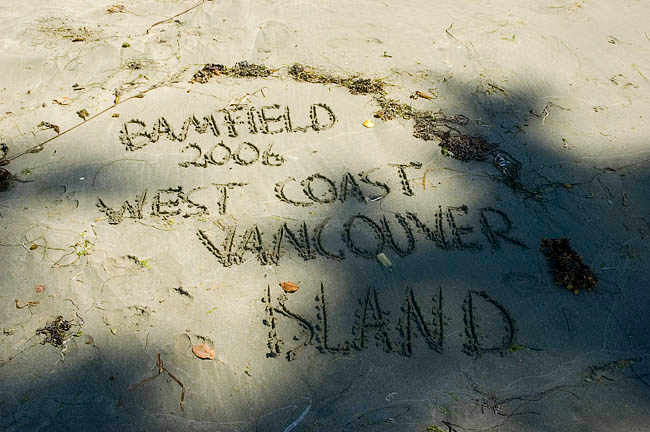 BAMFIELD
2006
WEST COAST
VANCOUVER
ISLAND